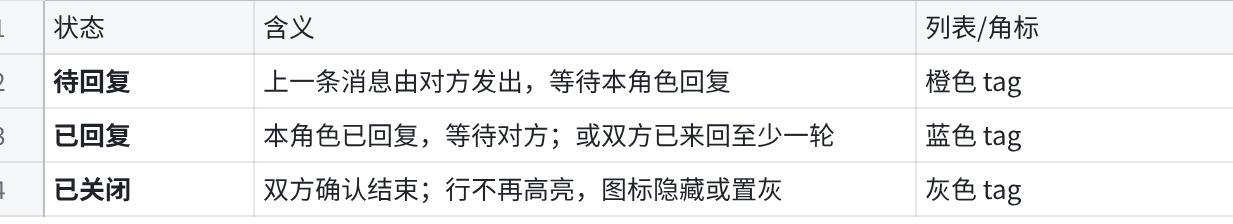 1 状态 含义 列表/角标
2 待回复 上一条消息由对方发出，等待本角色回复 橙色 tag
3 已回复 本角色已回复，等待对方；或双方已来回至少一轮 蓝色 tag
4 已关闭 双方确认结束；行不再高亮，图标隐藏或置灰 灰色 tag